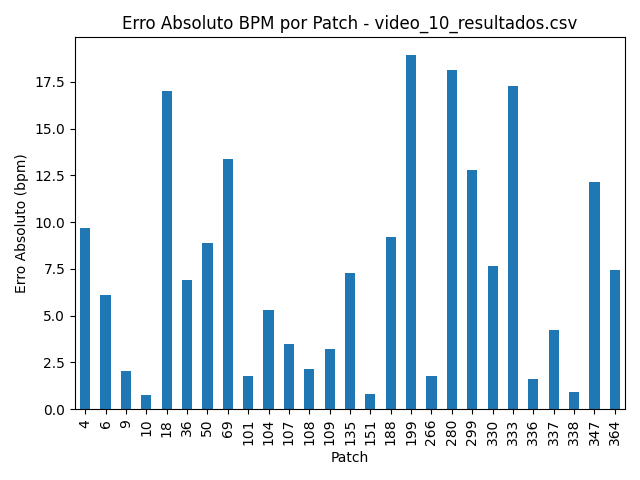 Erro Absoluto BPM por Patch - video_10_resultados.csv
Erro Absoluto (bpm)
17.5
15.0
12.5
10.0
7.5
5.0
2.5
0.0
4 6 9 10 18 36 50 69 101 104 107 108 109 135 151 188 199 266 280 299 330 333 336 337 338 347 364
Patch